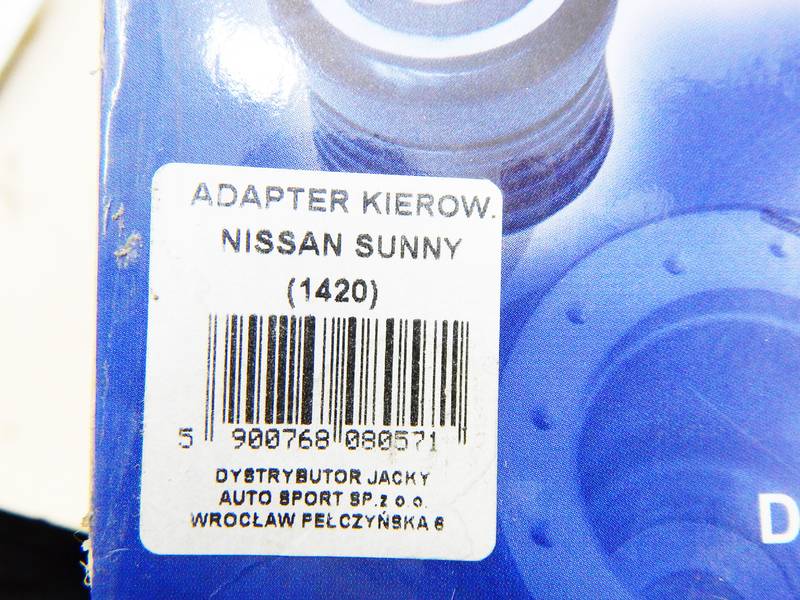 ADAPTER KIEROW.
NISSAN SUNNY
(1420)
5 900768 080571
DYSTRYBUTOR JACKY
AUTO SPORT SP.z o.o.
WROCŁAW PEŁCZYŃSKA 6
D